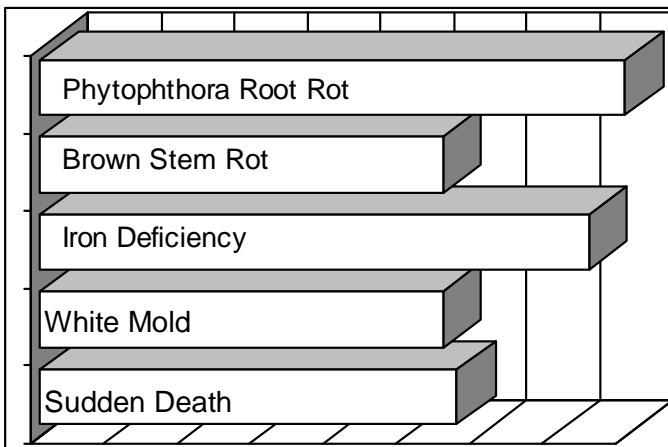 Phytophthora Root Rot
Brown Stem Rot
Iron Deficiency
White Mold
Sudden Death